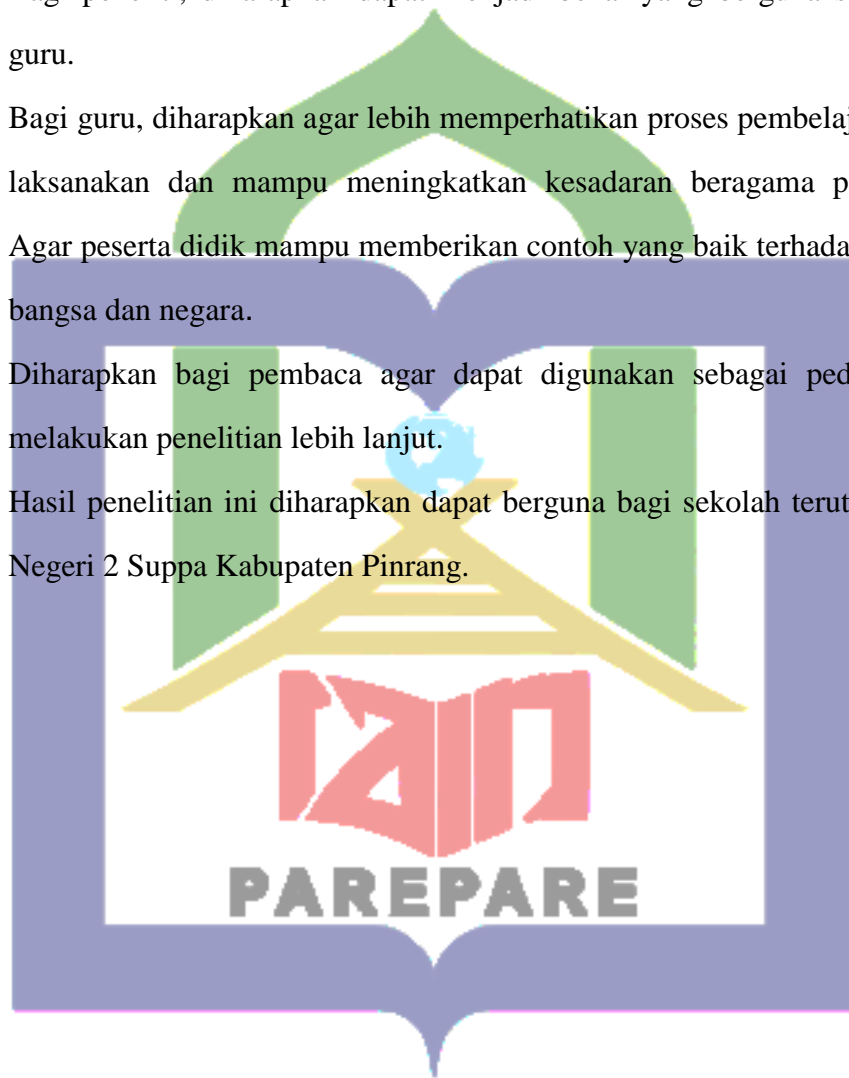 guru.
Bagi guru, diharapkan agar lebih memperhatikan proses pembelaj
laksanakan dan mampu meningkatkan kesadaran beragama p
Agar peserta didik mampu memberikan contoh yang baik terhada
bangsa dan negara.
Diharapkan bagi pembaca agar dapat digunakan sebagai ped
melakukan penelitian lebih lanjut.
Hasil penelitian ini diharapkan dapat berguna bagi sekolah terut
Negeri 2 Suppa Kabupaten Pinrang.
iain
PAREPARE